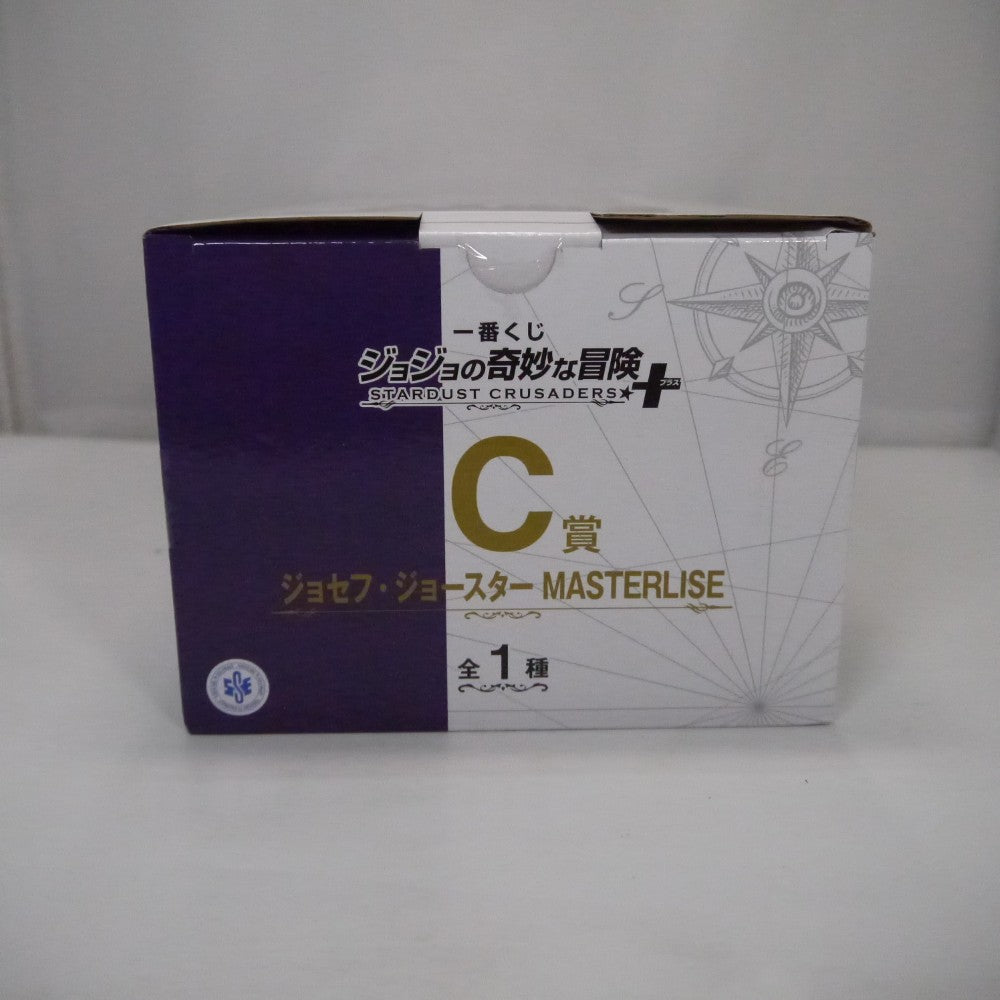 一番くじ
ジョジョの奇妙な冒険
STARDUST CRUSADERS
プラス
C賞
ジョセフ・ジョースター MASTERLISE
全1種
S
E